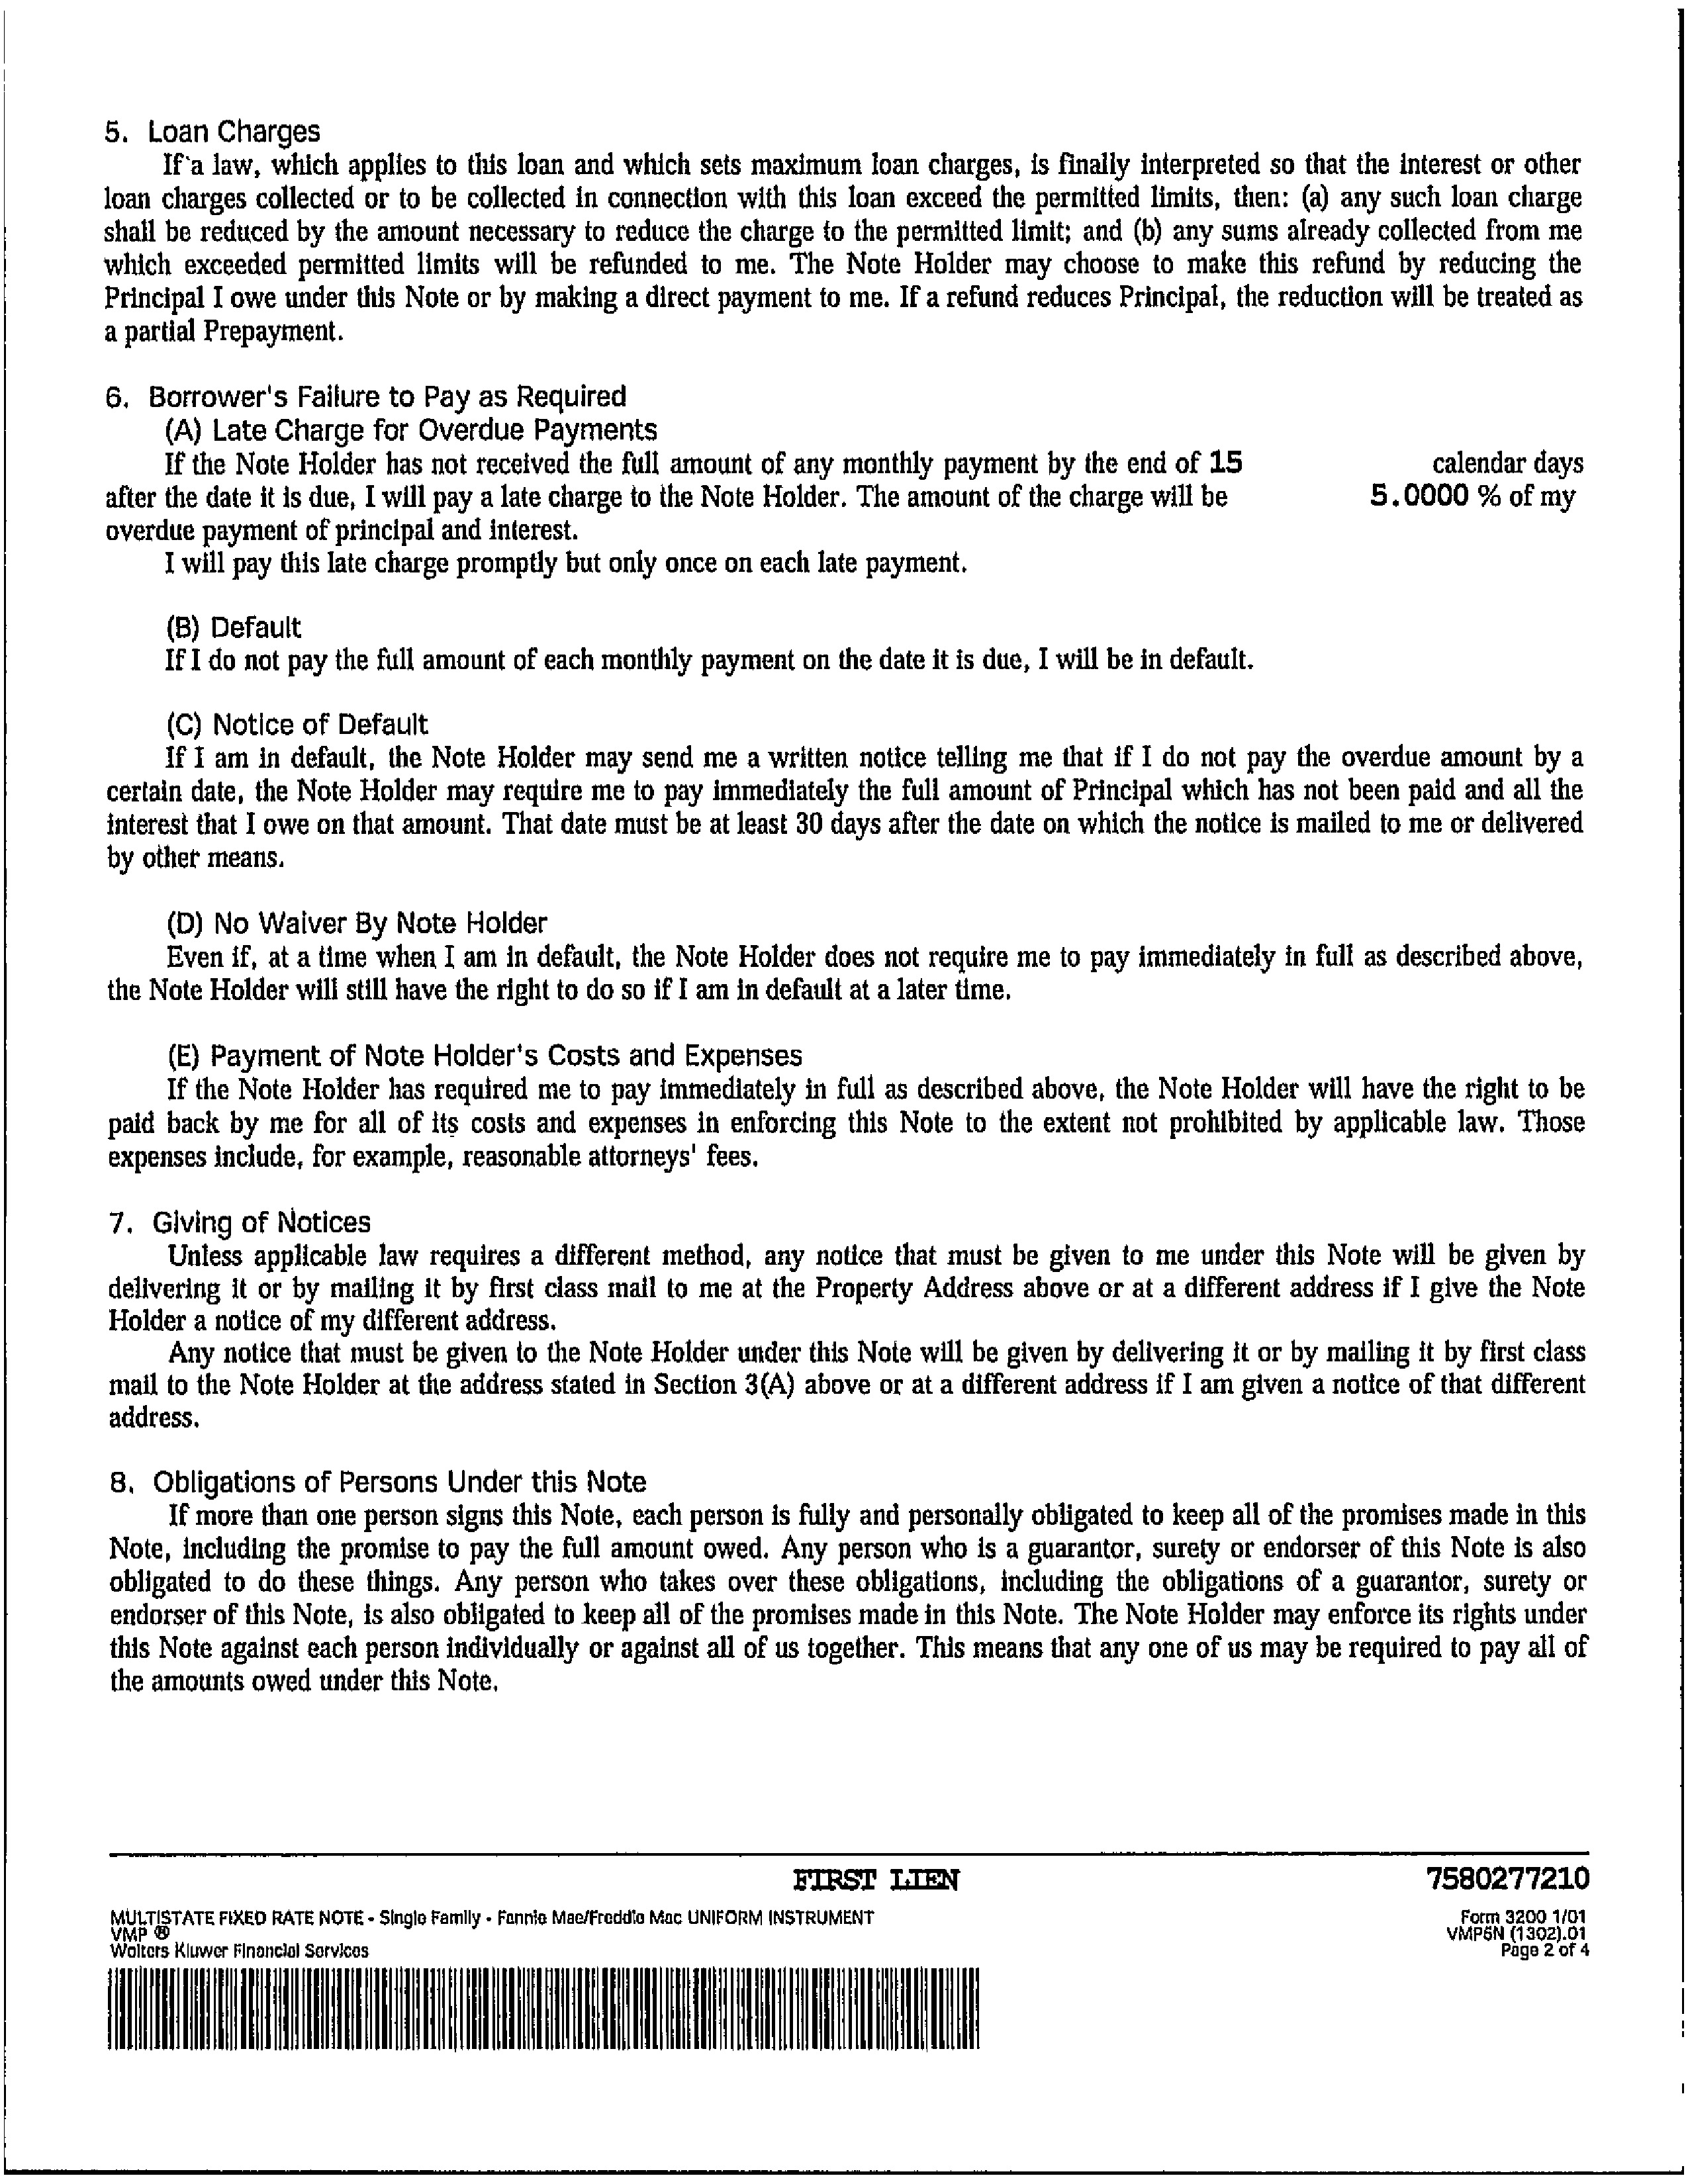 5. Loan Charges
If a law, which applies to this loan and which sets maximum loan charges, is finally interpreted so that the interest or other
loan charges collected or to be collected in connection with this loan exceed the permitted limits, then: (a) any such loan charge
shall be reduced by the amount necessary to reduce the charge to the permitted limit; and (b) any sums already collected from me
which exceeded permitted limits will be refunded to me. The Note Holder may choose to make this refund by reducing the
Principal I owe under this Note or by making a direct payment to me. If a refund reduces Principal, the reduction will be treated as
a partial Prepayment.
6. Borrower's Failure to Pay as Required
(A) Late Charge for Overdue Payments
If the Note Holder has not received the full amount of any monthly payment by the end of 15 calendar days
after the date it is due, I will pay a late charge to the Note Holder. The amount of the charge will be 5.0000 % of my
overdue payment of principal and interest.
I will pay this late charge promptly but only once on each late payment.
(B) Default
If I do not pay the full amount of each monthly payment on the date it is due, I will be in default.
(C) Notice of Default
If I am in default, the Note Holder may send me a written notice telling me that if I do not pay the overdue amount by a
certain date, the Note Holder may require me to pay immediately the full amount of Principal which has not been paid and all the
interest that I owe on that amount. That date must be at least 30 days after the date on which the notice is mailed to me or delivered
by other means.
(D) No Waiver By Note Holder
Even if, at a time when I am in default, the Note Holder does not require me to pay immediately in full as described above,
the Note Holder will still have the right to do so if I am in default at a later time.
(E) Payment of Note Holder's Costs and Expenses
If the Note Holder has required me to pay immediately in full as described above, the Note Holder will have the right to be
paid back by me for all of its costs and expenses in enforcing this Note to the extent not prohibited by applicable law. Those
expenses include, for example, reasonable attorneys' fees.
7. Giving of Notices
Unless applicable law requires a different method, any notice that must be given to me under this Note will be given by
delivering it or by mailing it by first class mail to me at the Property Address above or at a different address if I give the Note
Holder a notice of my different address.
Any notice that must be given to the Note Holder under this Note will be given by delivering it or by mailing it by first class
mail to the Note Holder at the address stated in Section 3(A) above or at a different address if I am given a notice of that different
address.
8. Obligations of Persons Under this Note
If more than one person signs this Note, each person is fully and personally obligated to keep all of the promises made in this
Note, including the promise to pay the full amount owed. Any person who is a guarantor, surety or endorser of this Note is also
obligated to do these things. Any person who takes over these obligations, including the obligations of a guarantor, surety or
endorser of this Note, is also obligated to keep all of the promises made in this Note. The Note Holder may enforce its rights under
this Note against each person individually or against all of us together. This means that any one of us may be required to pay all of
the amounts owed under this Note.
FIRST LIEN 7580277210
MULTISTATE FIXED RATE NOTE - Single Family - Fannie Mae/Freddie Mac UNIFORM INSTRUMENT Form 3200 1/01
VMP ® VMP5N (1302).01
Wolters Kluwer Financial Services Page 2 of 4